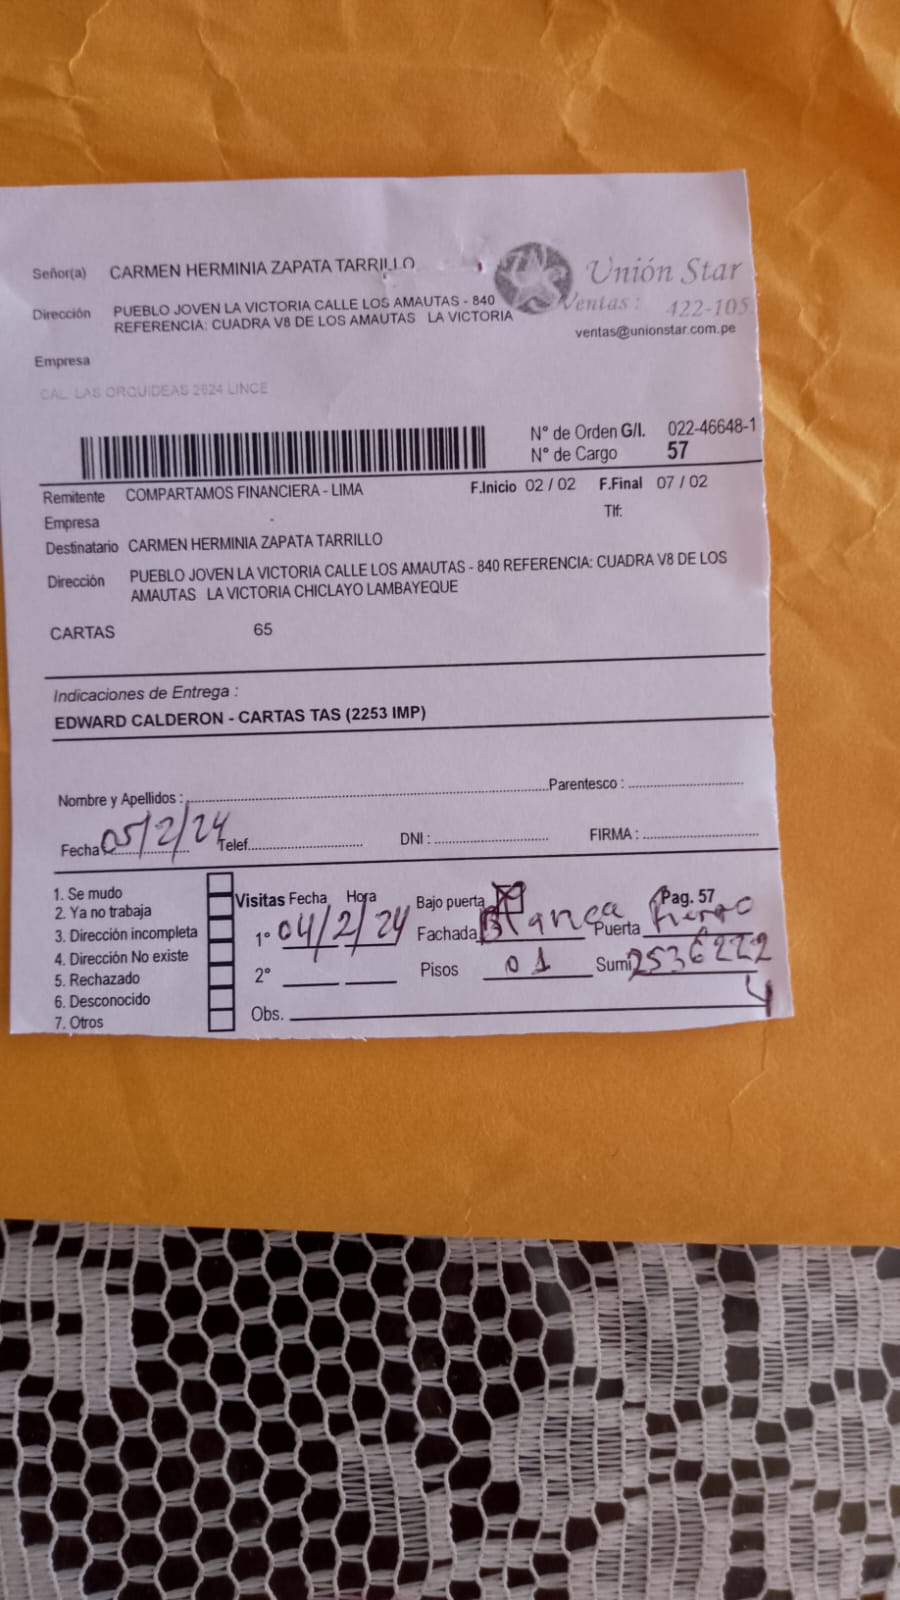 Señor(a) CARMEN HERMINIA ZAPATA TARRILLO
Unión Star
Dirección PUEBLO JOVEN LA VICTORIA CALLE LOS AMAUTAS - 840
REFERENCIA: CUADRA V8 DE LOS AMAUTAS LA VICTORIA
Ventas: 422-105
ventas@unionstar.com.pe
Empresa
CAL. LAS ORQUIDEAS 2624 LINCE
N° de Orden G/I. 022-46648-1
N° de Cargo 57
Remitente COMPARTAMOS FINANCIERA - LIMA F.Inicio 02 / 02 F.Final 07 / 02
Empresa Tlf:
Destinatario CARMEN HERMINIA ZAPATA TARRILLO
Dirección PUEBLO JOVEN LA VICTORIA CALLE LOS AMAUTAS - 840 REFERENCIA: CUADRA V8 DE LOS
AMAUTAS LA VICTORIA CHICLAYO LAMBAYEQUE
CARTAS 65
Indicaciones de Entrega :
EDWARD CALDERON - CARTAS TAS (2253 IMP)
Nombre y Apellidos : Parentesco :
Fecha 05/2/24 Telef. DNI : FIRMA :
1. Se mudo
2. Ya no trabaja
3. Dirección incompleta
4. Dirección No existe
5. Rechazado
6. Desconocido
7. Otros
Visitas Fecha Hora Bajo puerta Pag. 57
1° 04/2/24 Fachada Blanca Puerta fierro
2° Pisos 01 Sumi 2536222
4
Obs.